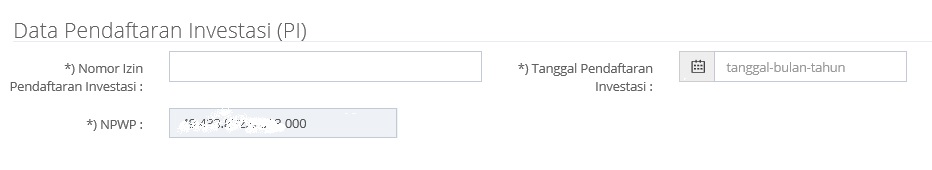 Data Pendaftaran Investasi (PI)
*) Nomor Izin
Pendaftaran Investasi :
*) Tanggal Pendaftaran
Investasi :
tanggal-bulan-tahun
*) NPWP :
000